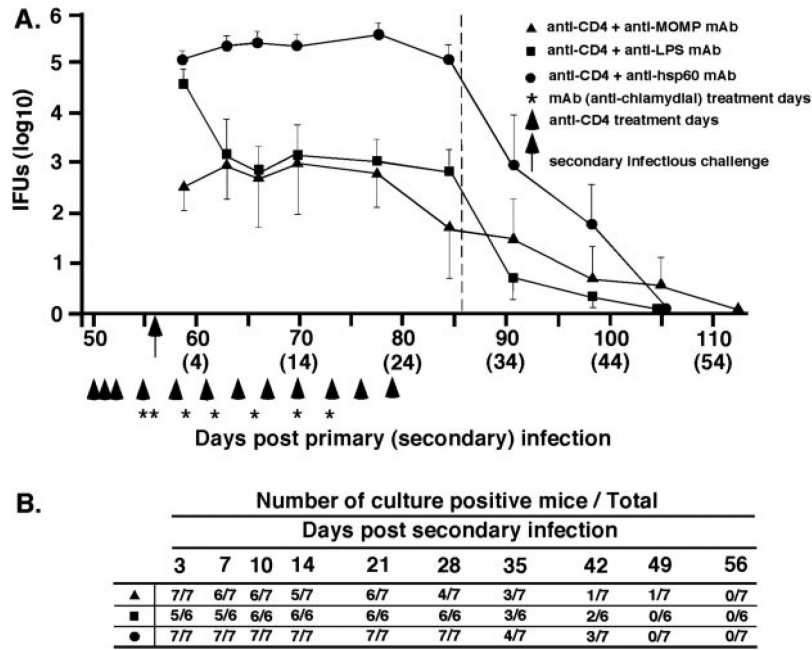 A.
anti-CD4 + anti-MOMP mAb
anti-CD4 + anti-LPS mAb
anti-CD4 + anti-hsp60 mAb
* mAb (anti-chlamydial) treatment days
anti-CD4 treatment days
secondary infectious challenge
IFUs (log10)
6
5
4
3
2
1
0
50 60 70 80 90 100 110
(4) (14) (24) (34) (44) (54)
** * * * * *
Days post primary (secondary) infection
B.
Number of culture positive mice / Total
Days post secondary infection
3 7 10 14 21 28 35 42 49 56
7/7 6/7 6/7 5/7 6/7 4/7 3/7 1/7 1/7 0/7
5/6 5/6 6/6 6/6 6/6 6/6 3/6 2/6 0/6 0/6
7/7 7/7 7/7 7/7 7/7 7/7 4/7 3/7 0/7 0/7